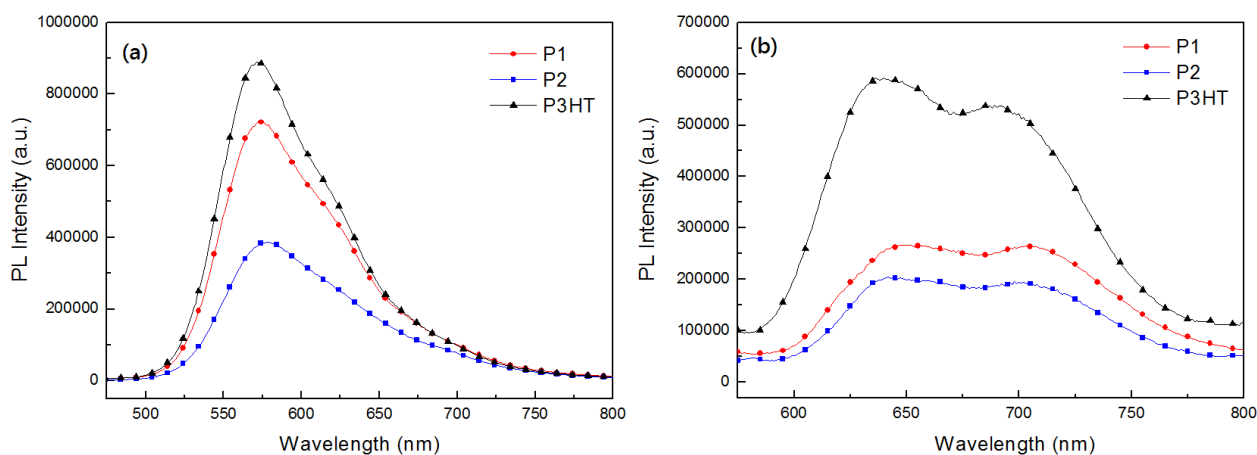 (a)
P1
P2
P3HT
PL Intensity (a.u.)
1000000
800000
600000
400000
200000
0
500
550
600
650
700
750
800
Wavelength (nm)
(b)
P1
P2
P3HT
PL Intensity (a.u.)
700000
600000
500000
400000
300000
200000
100000
0
600
650
700
750
800
Wavelength (nm)